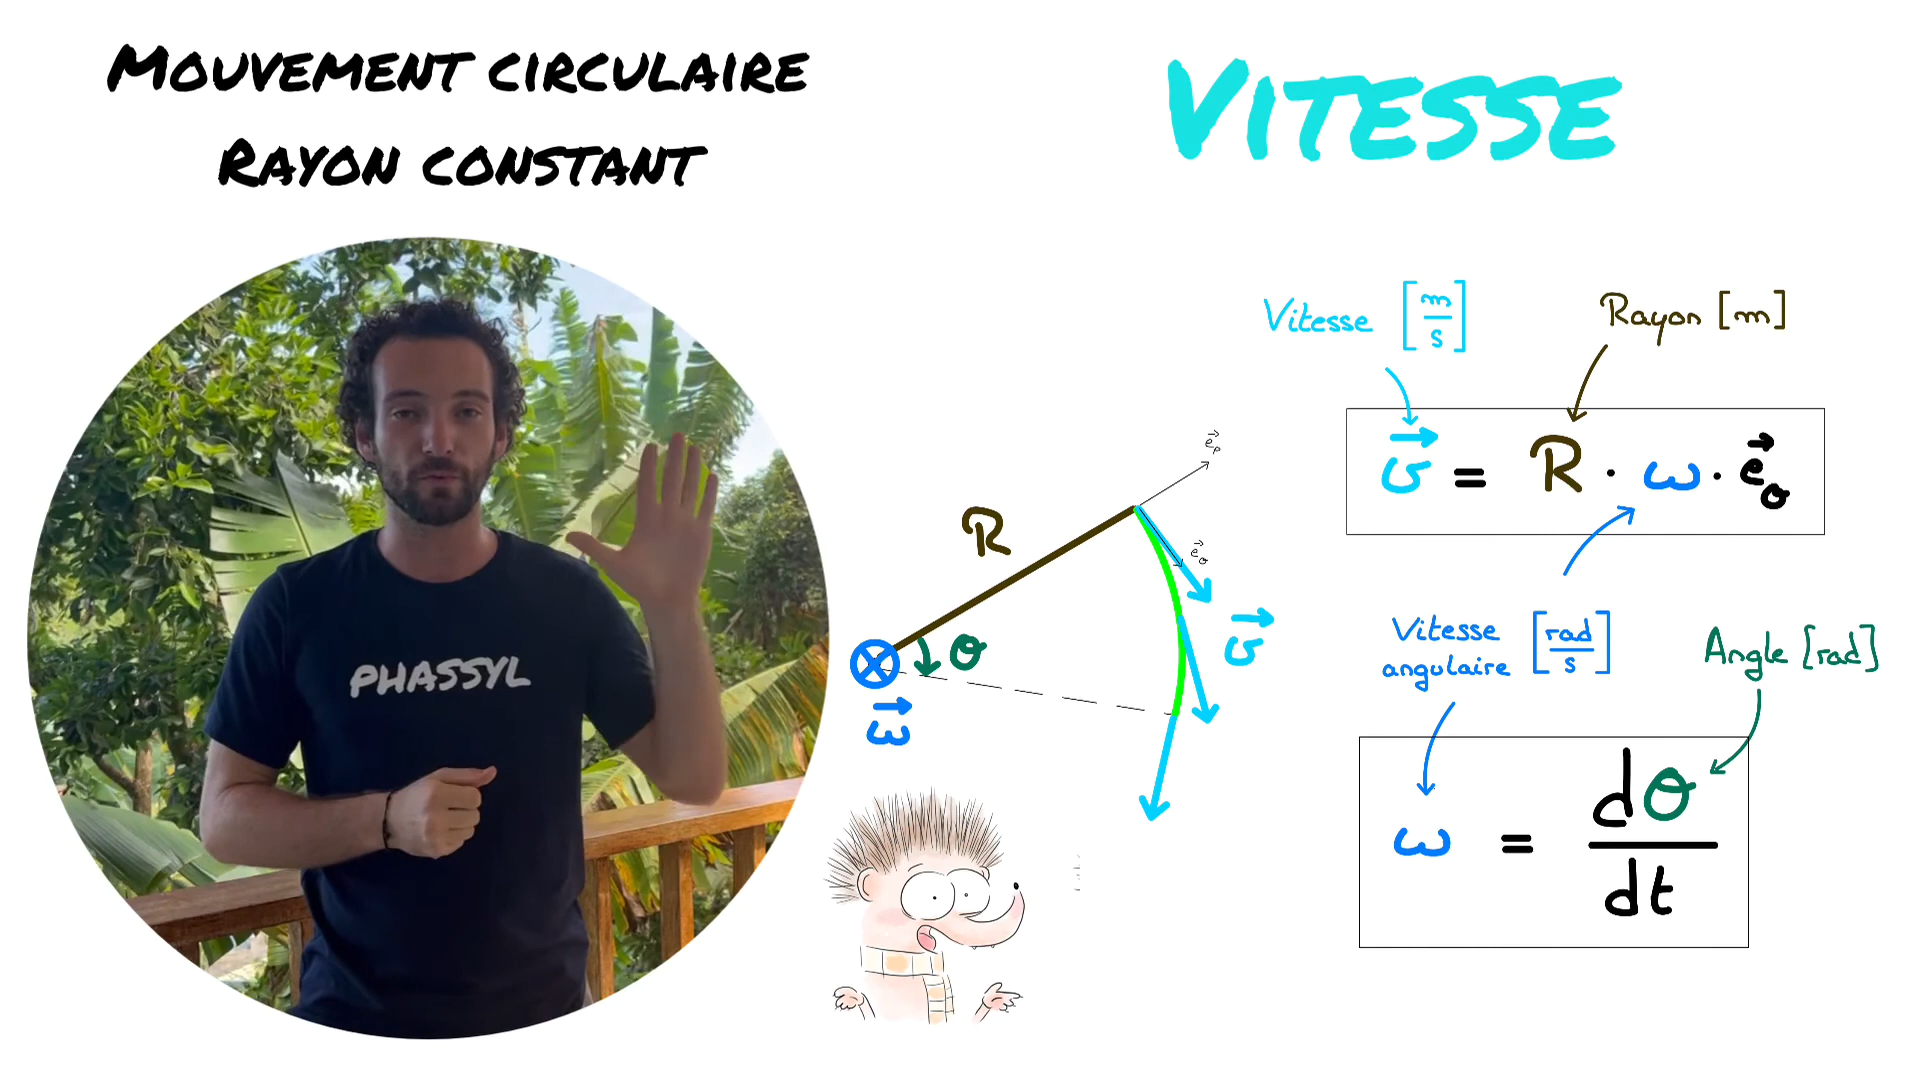 MOUVEMENT CIRCULAIRE
RAYON CONSTANT
VITESSE
PHASSYL
R
θ
ω⃗
e⃗ρ
e⃗θ
v⃗
Vitesse [m/s]
Rayon [m]
v⃗ = R · ω · e⃗θ
Vitesse
angulaire [rad/s]
Angle [rad]
ω = dθ/dt